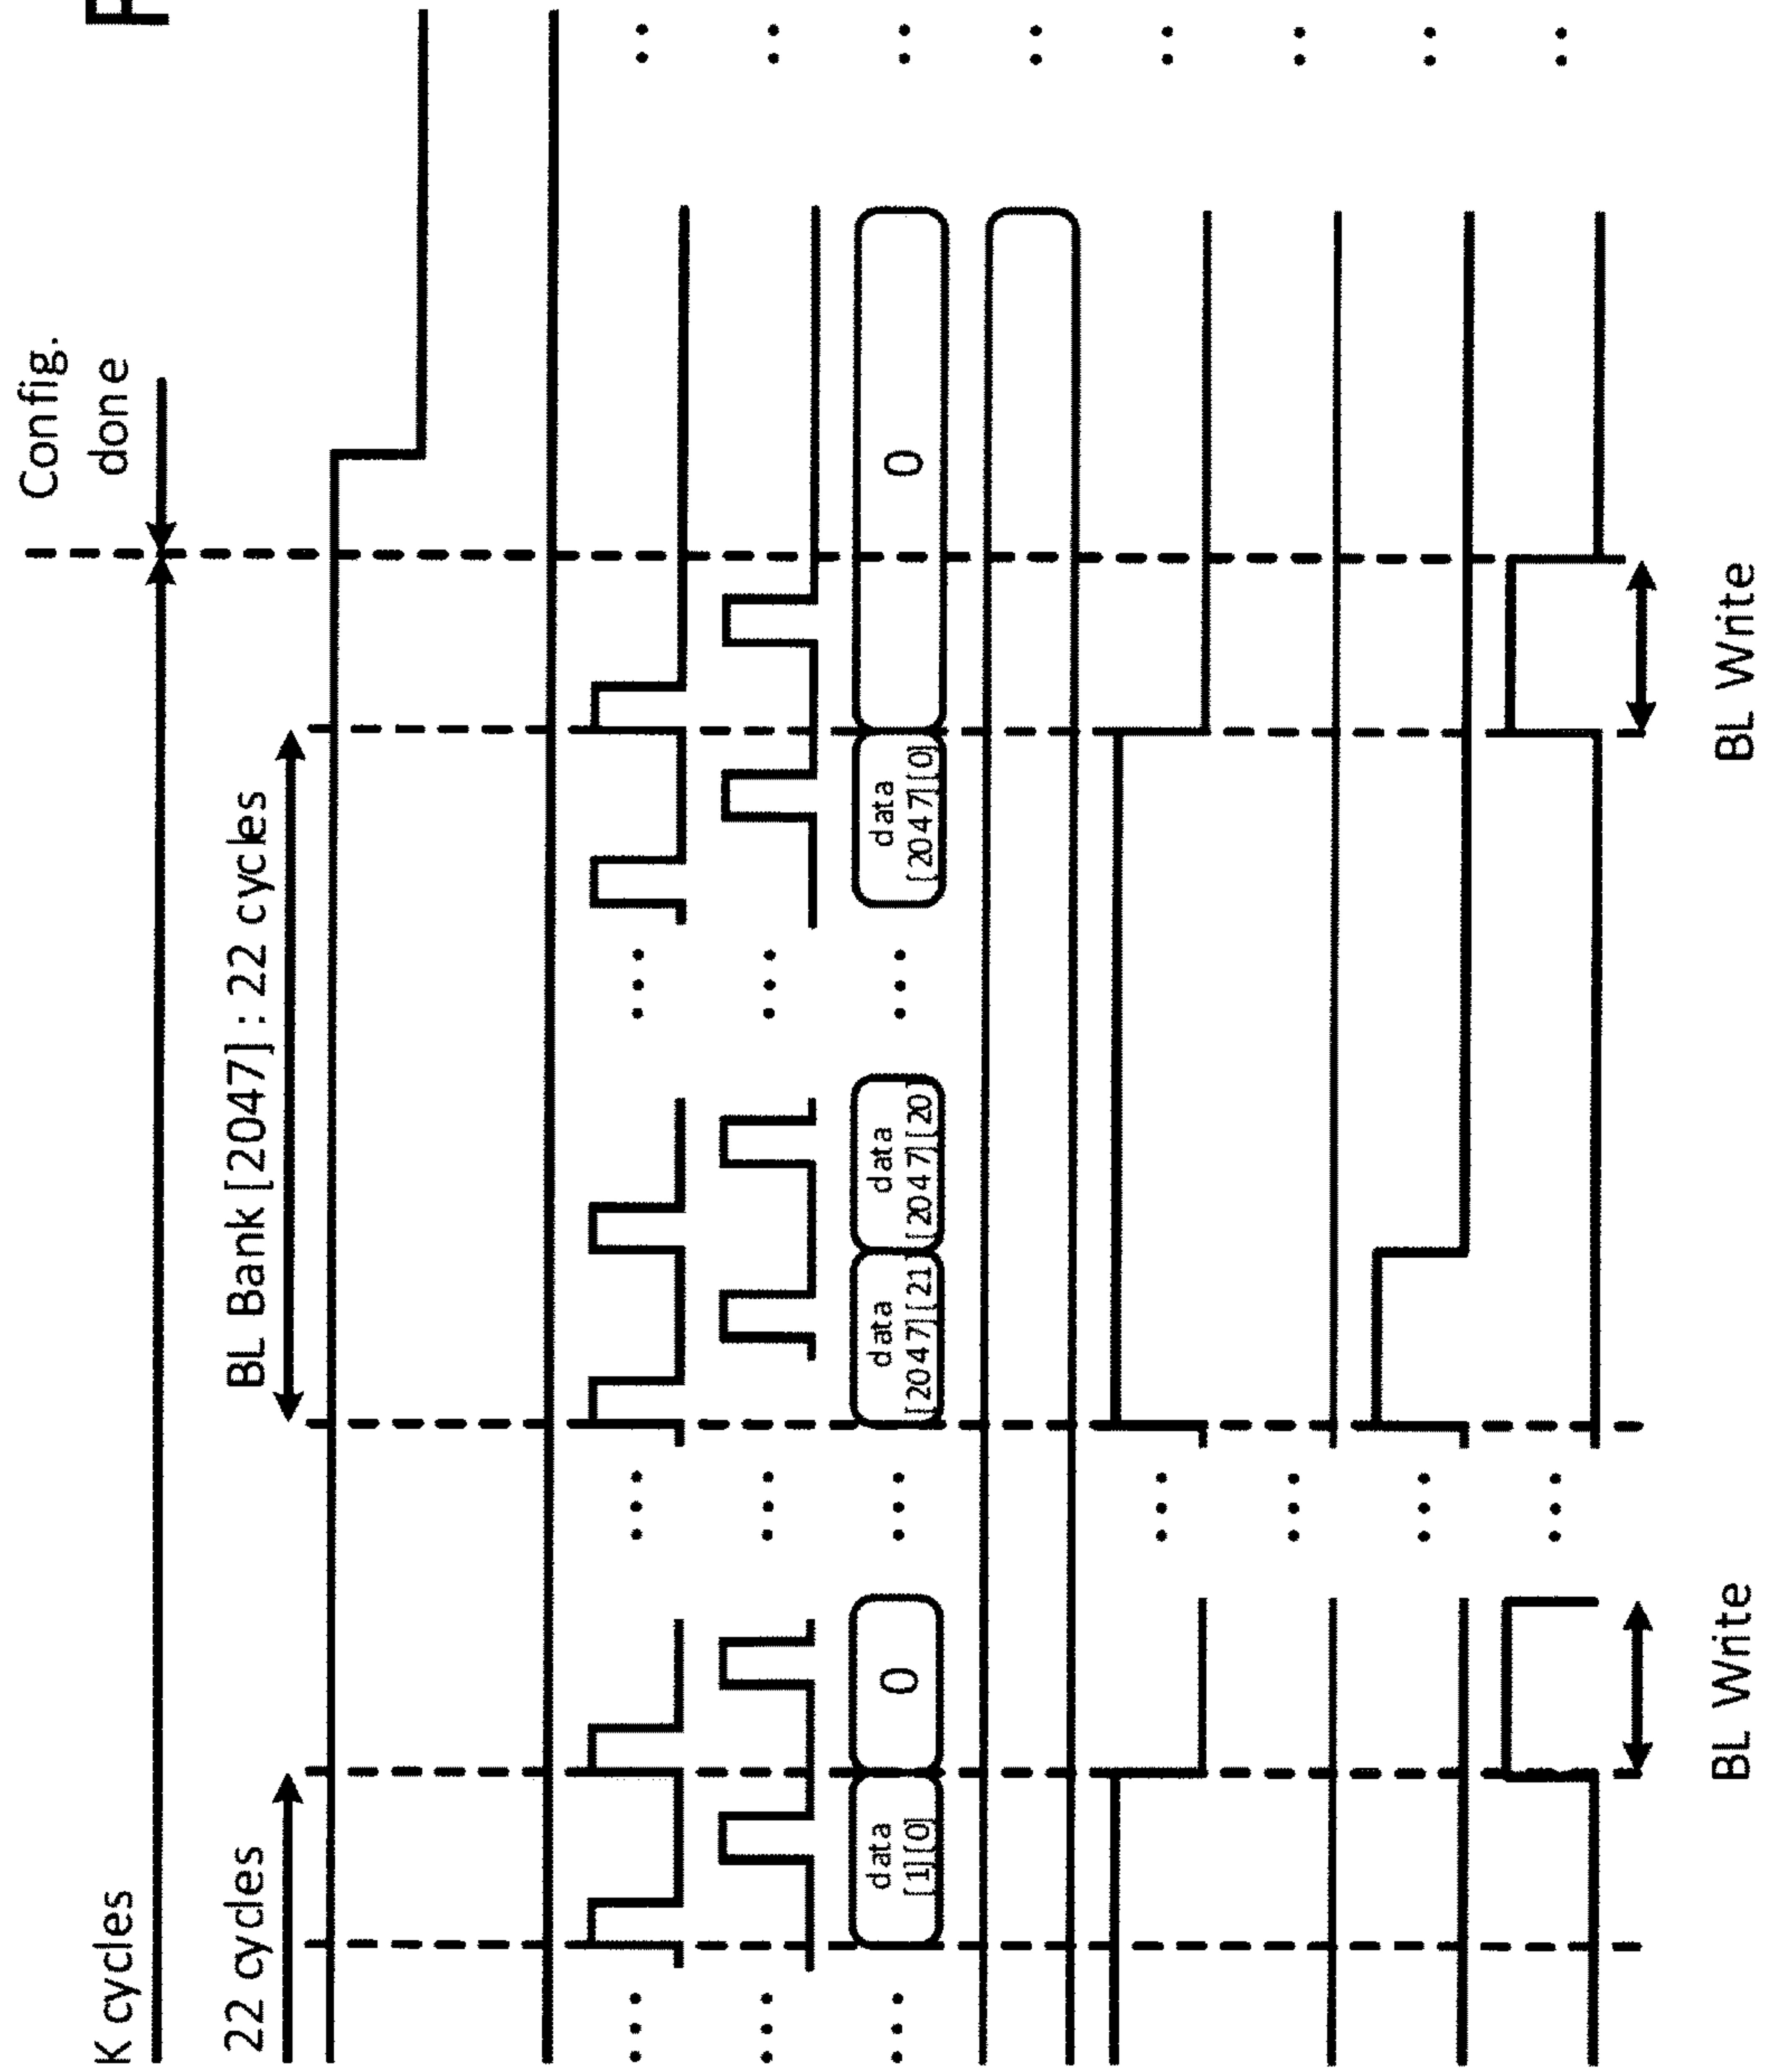 Config.
done
K cycles
22 cycles
BL Bank [2047] : 22 cycles
data
[1][0]
0
data
[2047][21]
data
[2047][20]
data
[2047][0]
0
BL Write
BL Write